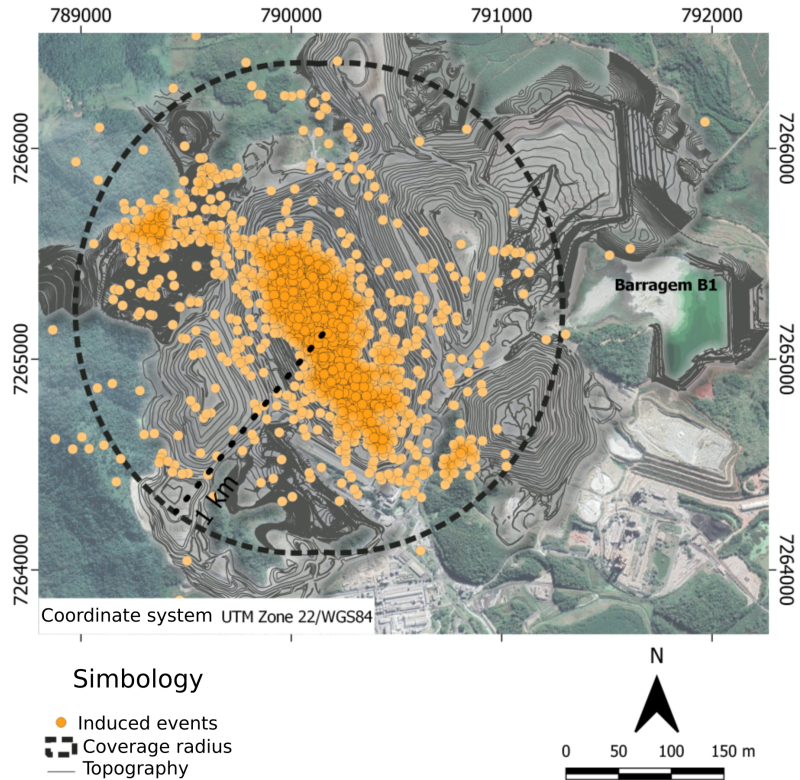 789000 790000 791000 792000
7266000 7266000
Barragem B1
7265000 7265000
1 km
7264000 7264000
Coordinate system UTM Zone 22/WGS84
Simbology
N
Induced events
Coverage radius
Topography
0 50 100 150 m